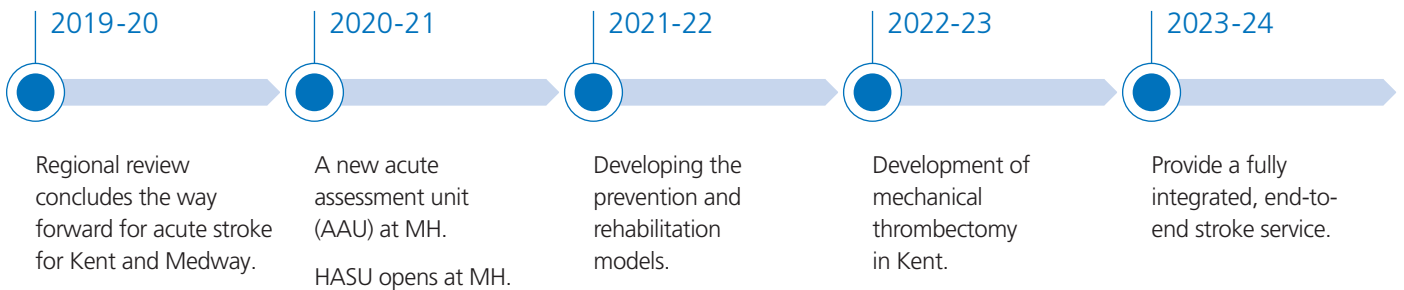 2019-20
Regional review
concludes the way
forward for acute stroke
for Kent and Medway.
2020-21
A new acute
assessment unit
(AAU) at MH.
HASU opens at MH.
2021-22
Developing the
prevention and
rehabilitation
models.
2022-23
Development of
mechanical
thrombectomy
in Kent.
2023-24
Provide a fully
integrated, end-to-
end stroke service.